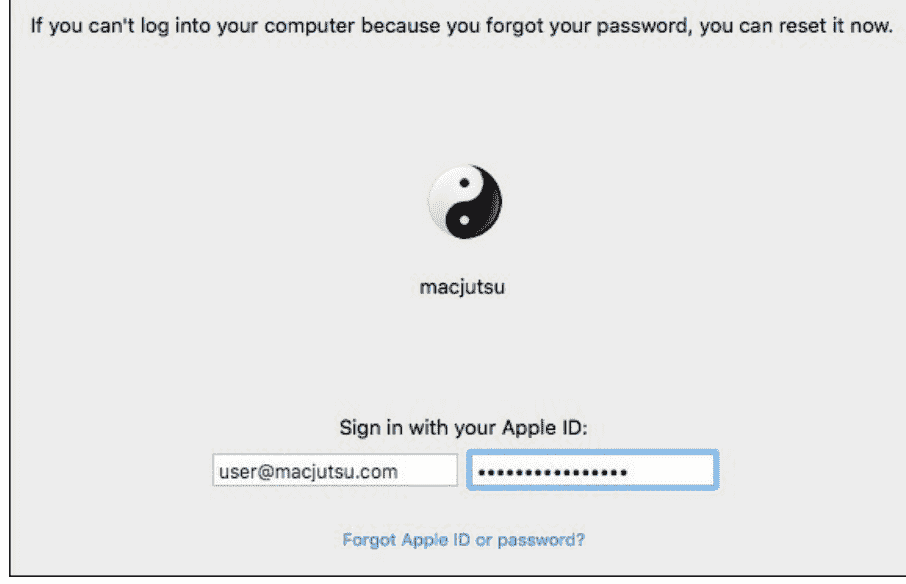 If you can't log into your computer because you forgot your password, you can reset it now.
macjutsu
Sign in with your Apple ID:
user@macjutsu.com ••••••••••••••••
Forgot Apple ID or password?